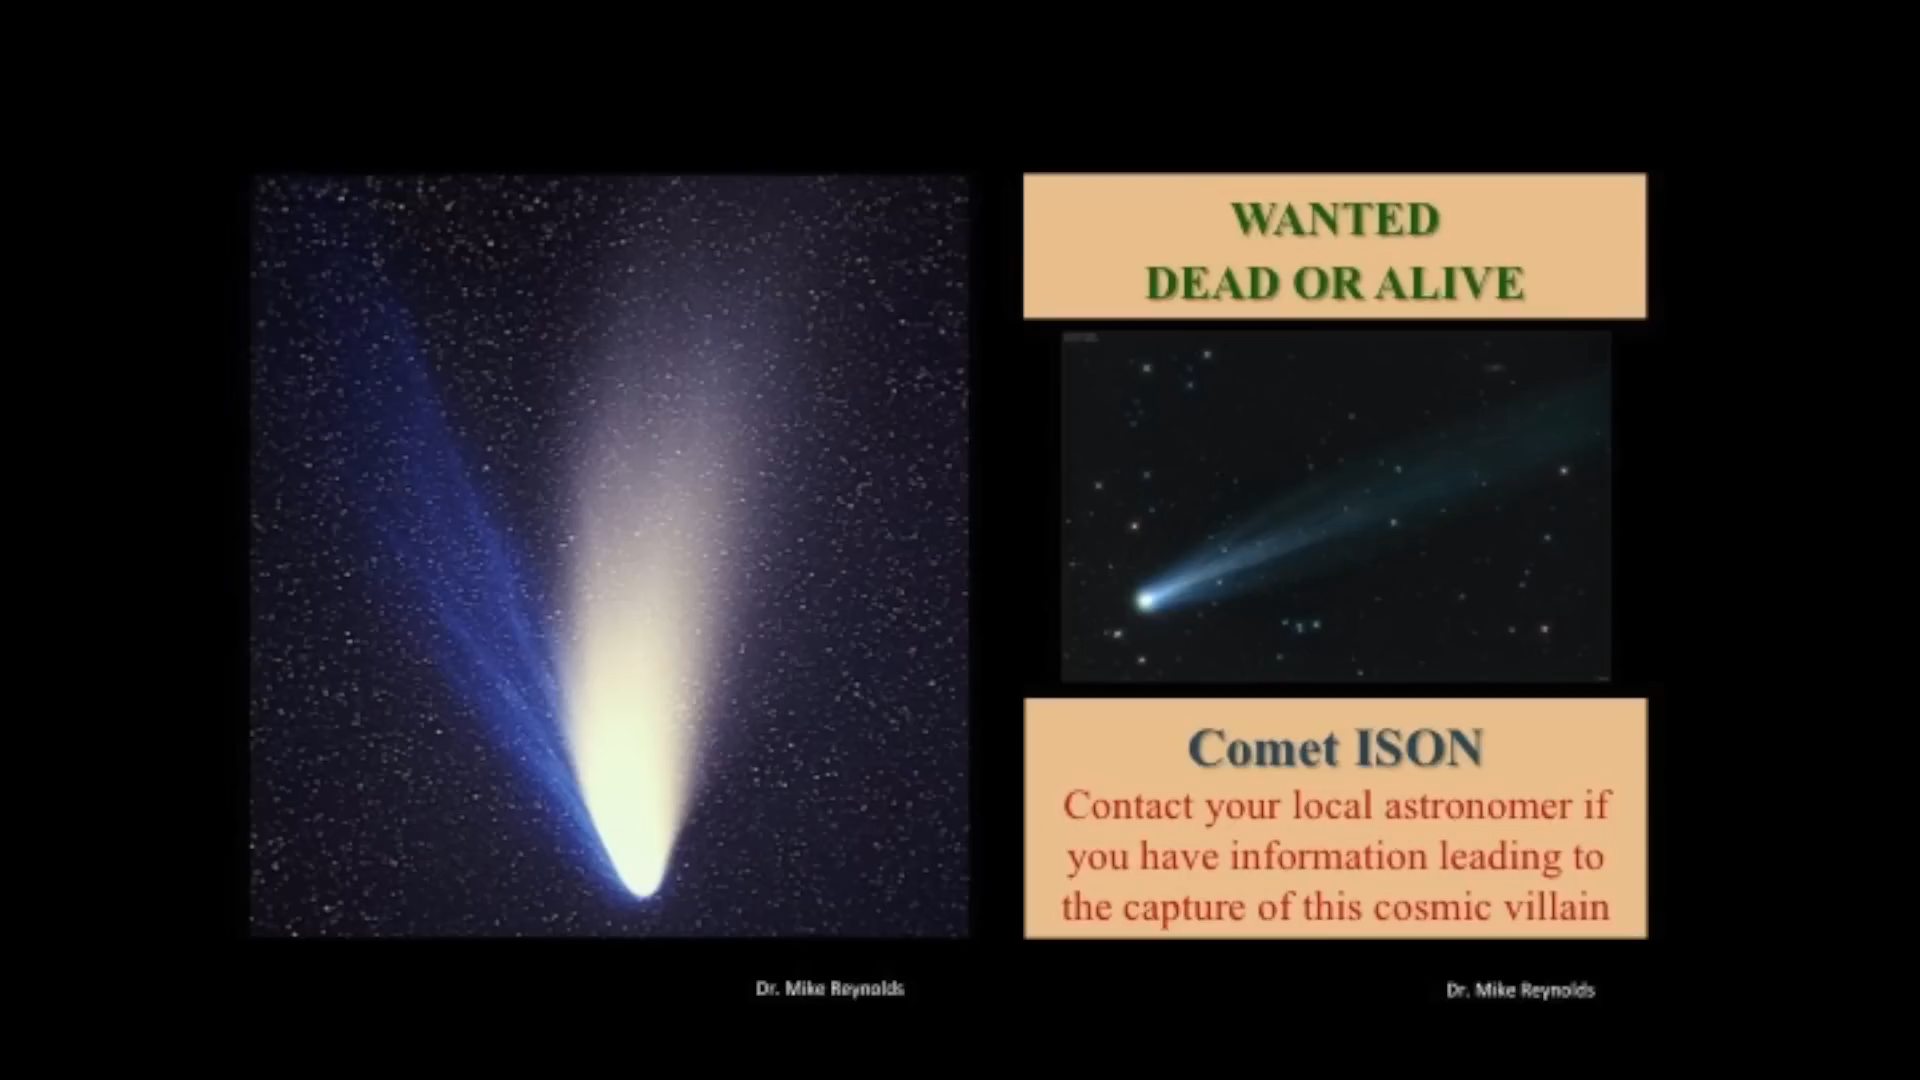 WANTED
DEAD OR ALIVE
Comet ISON
Contact your local astronomer if
you have information leading to
the capture of this cosmic villain
Dr. Mike Reynolds
Dr. Mike Reynolds